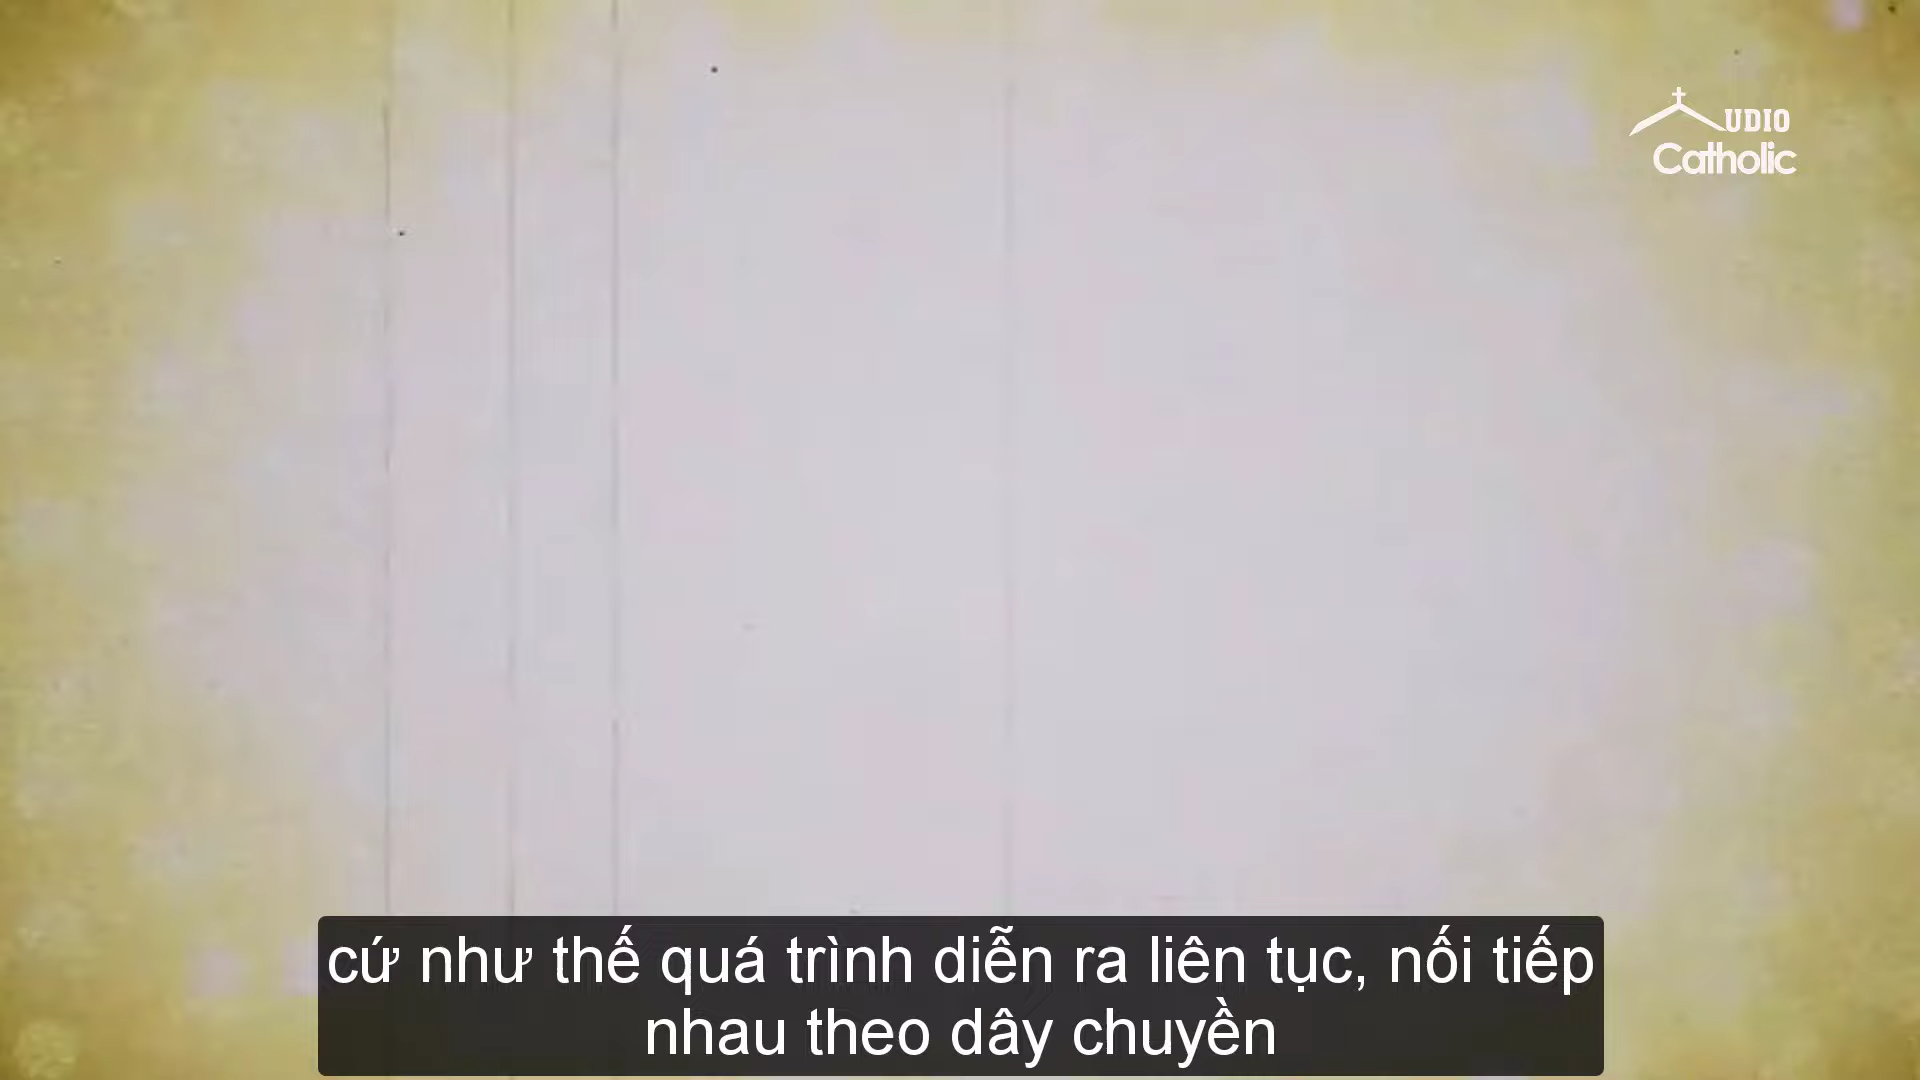 UDIO
Catholic
cứ như thế quá trình diễn ra liên tục, nối tiếp
nhau theo dây chuyền